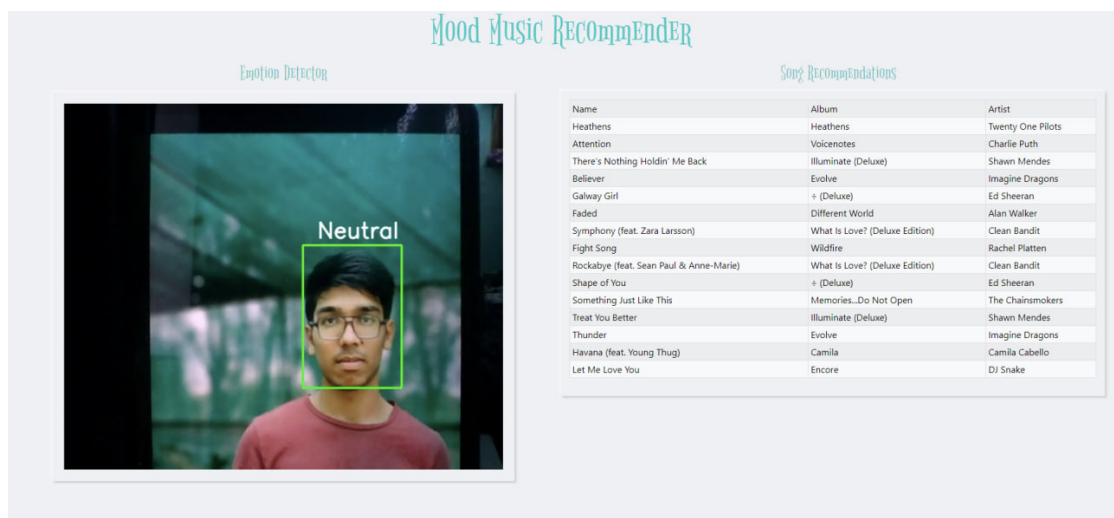 Mood Music Recommender
Emotion Detector
Neutral
Song Recommendations
Name Album Artist
Heathens Heathens Twenty One Pilots
Attention Voicenotes Charlie Puth
There's Nothing Holdin' Me Back Illuminate (Deluxe) Shawn Mendes
Believer Evolve Imagine Dragons
Galway Girl ÷ (Deluxe) Ed Sheeran
Faded Different World Alan Walker
Symphony (feat. Zara Larsson) What Is Love? (Deluxe Edition) Clean Bandit
Fight Song Wildfire Rachel Platten
Rockabye (feat. Sean Paul & Anne-Marie) What Is Love? (Deluxe Edition) Clean Bandit
Shape of You ÷ (Deluxe) Ed Sheeran
Something Just Like This Memories...Do Not Open The Chainsmokers
Treat You Better Illuminate (Deluxe) Shawn Mendes
Thunder Evolve Imagine Dragons
Havana (feat. Young Thug) Camila Camila Cabello
Let Me Love You Encore DJ Snake